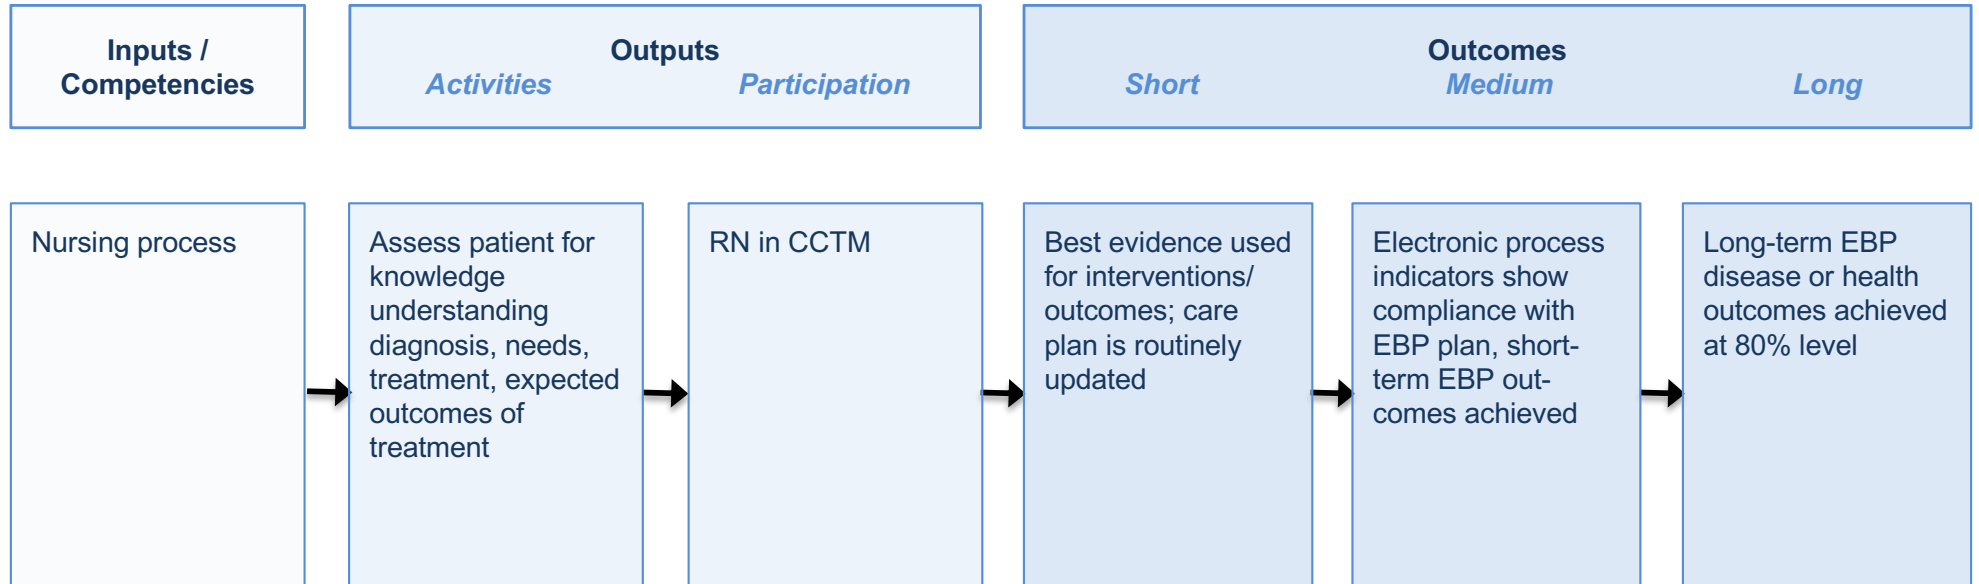 Inputs /
Competencies
Outputs
Activities Participation
Outcomes
Short Medium Long
Nursing process
Assess patient for
knowledge
understanding
diagnosis, needs,
treatment, expected
outcomes of
treatment
RN in CCTM
Best evidence used
for interventions/
outcomes; care
plan is routinely
updated
Electronic process
indicators show
compliance with
EBP plan, short-
term EBP out-
comes achieved
Long-term EBP
disease or health
outcomes achieved
at 80% level